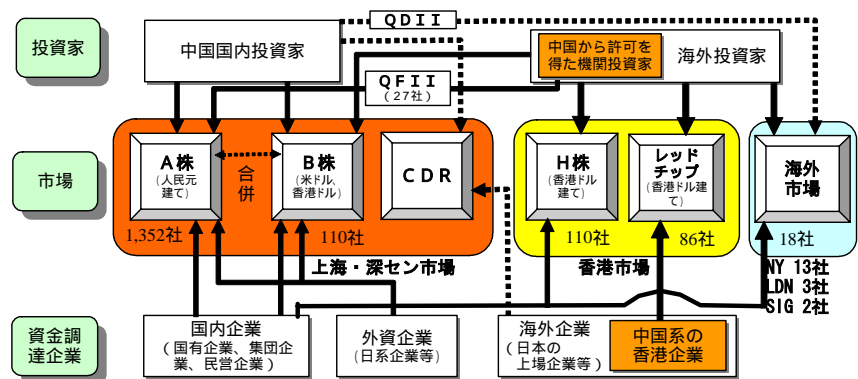 QDII
投資家
中国国内投資家
中国から許可を
得た機関投資家
海外投資家
QFII
(27社)
市場
A株
(人民元
建て)
合
併
B株
(米ドル、
香港ドル)
CDR
H株
(香港ドル
建て)
レッド
チップ
(香港ドル建
て)
海外
市場
1,352社
110社
110社
86社
18社
上海・深セン市場
香港市場
NY 13社
LDN 3社
SIG 2社
資金調
達企業
国内企業
(国有企業、集団企
業、民営企業)
外資企業
(日系企業等)
海外企業
(日本の
上場企業等)
中国系の
香港企業